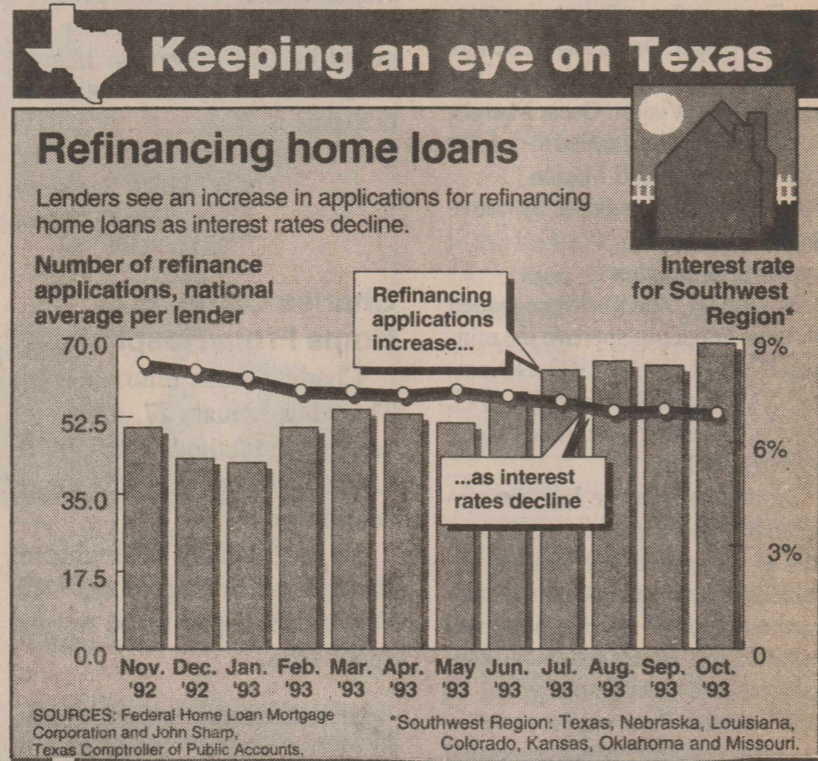 Keeping an eye on Texas
Refinancing home loans
Lenders see an increase in applications for refinancing
home loans as interest rates decline.
Number of refinance
applications, national
average per lender
Interest rate
for Southwest
Region*
Refinancing
applications
increase...
...as interest
rates decline
70.0
52.5
35.0
17.5
0.0
9%
6%
3%
0
Nov. Dec. Jan. Feb. Mar. Apr. May Jun. Jul. Aug. Sep. Oct.
'92 '92 '93 '93 '93 '93 '93 '93 '93 '93 '93 '93
SOURCES: Federal Home Loan Mortgage
Corporation and John Sharp,
Texas Comptroller of Public Accounts.
*Southwest Region: Texas, Nebraska, Louisiana,
Colorado, Kansas, Oklahoma and Missouri.